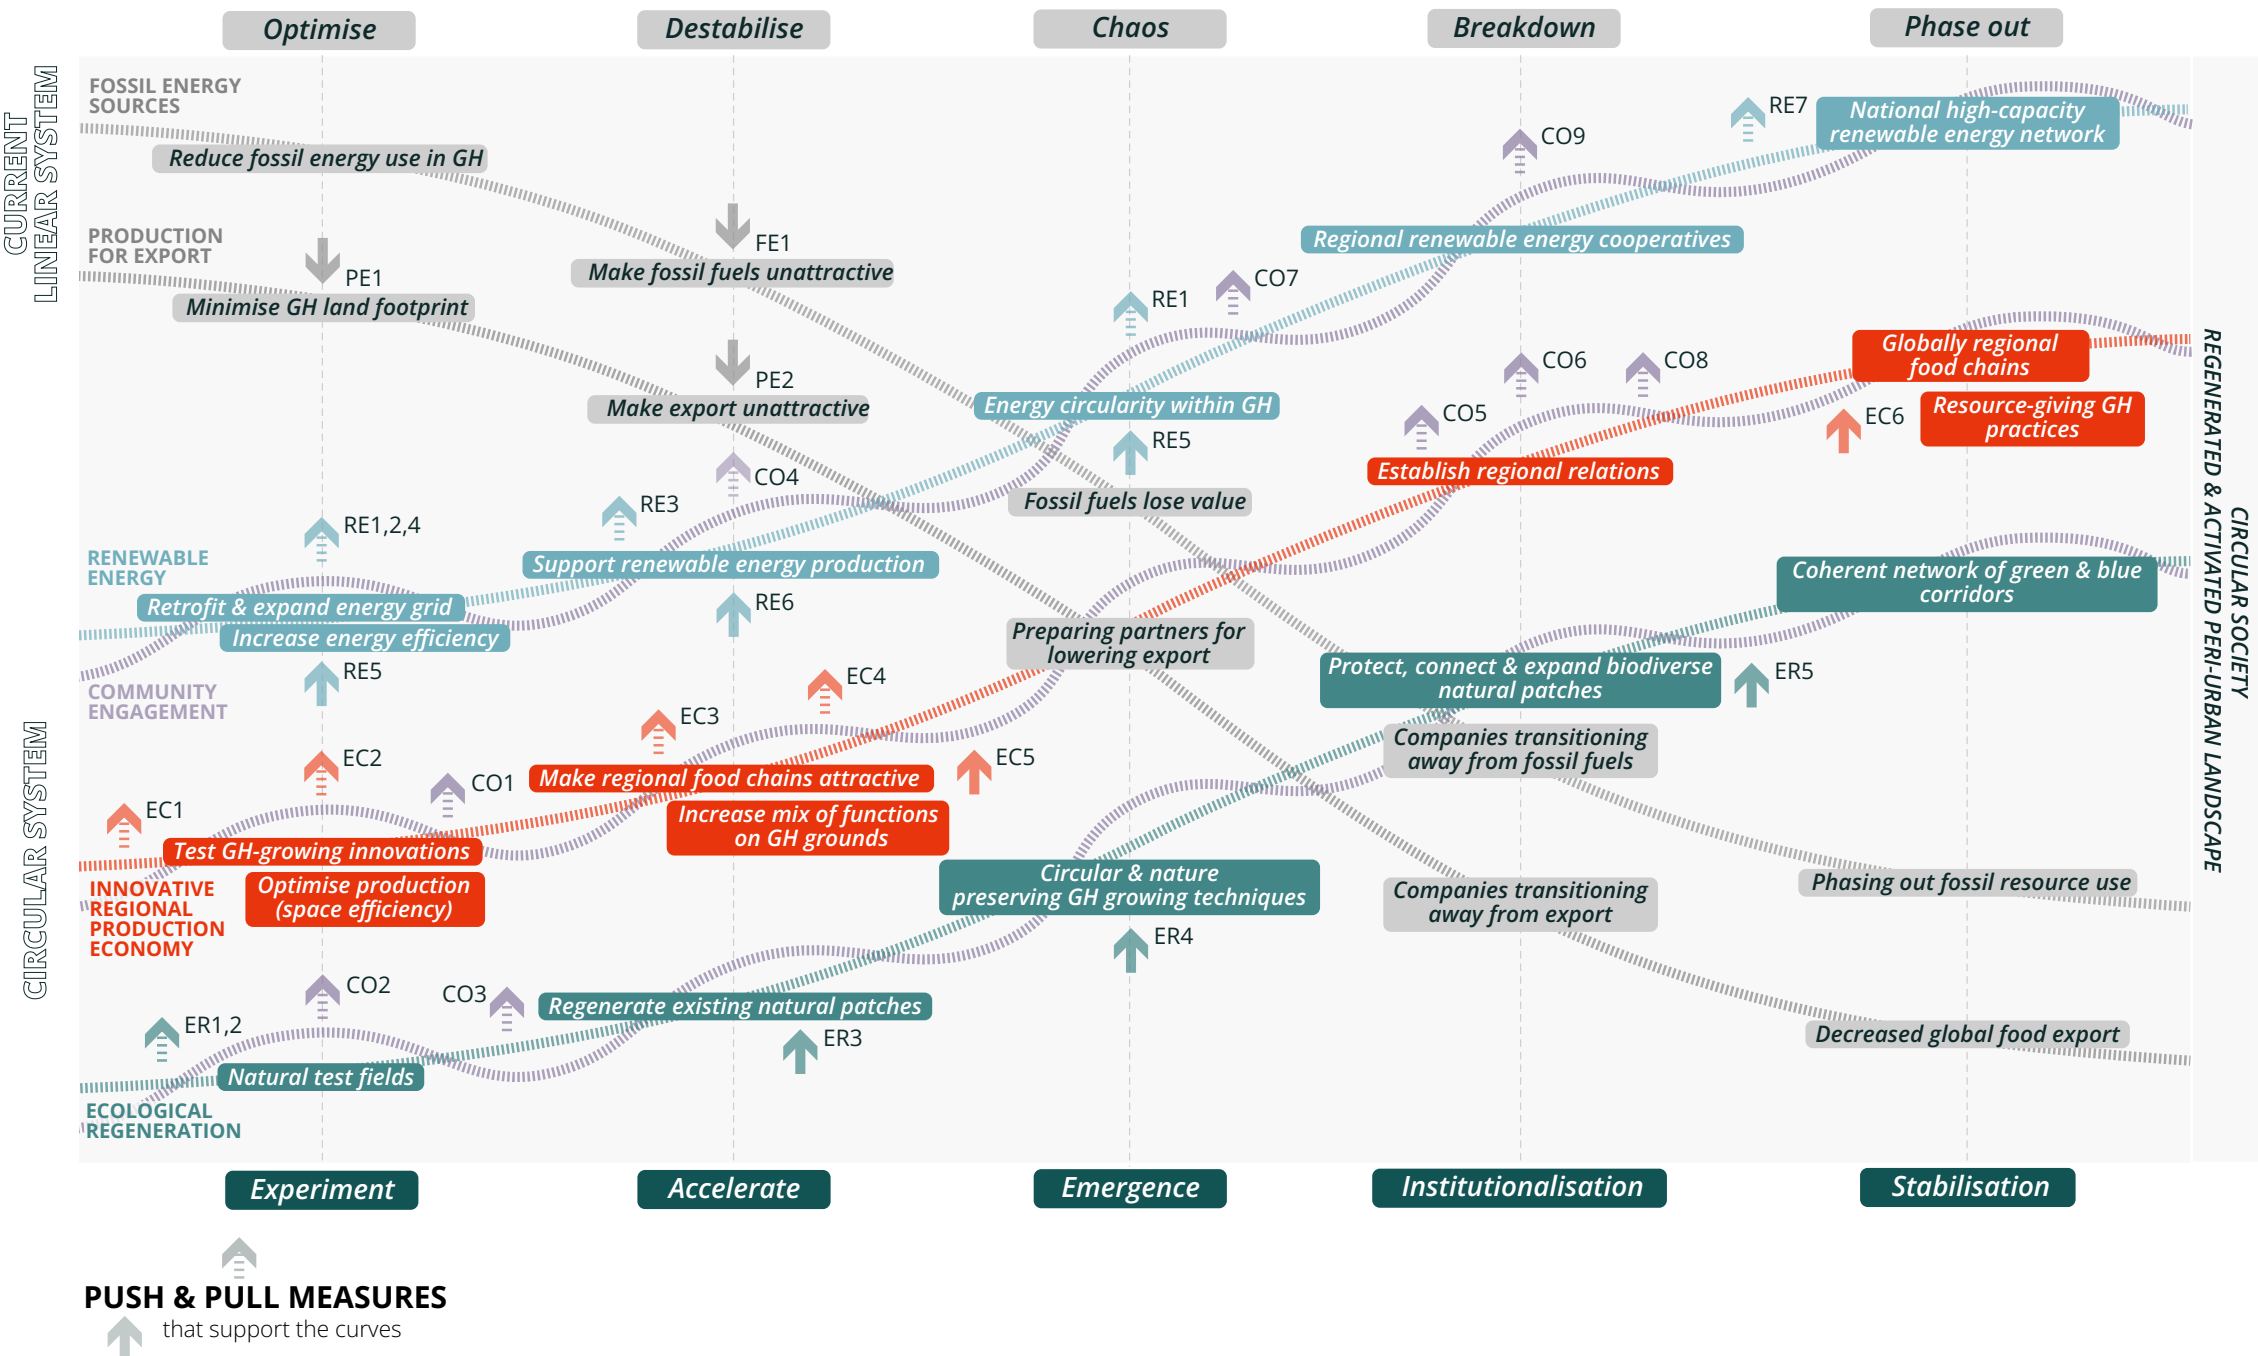 Optimise
Destabilise
Chaos
Breakdown
Phase out
CURRENT
LINEAR SYSTEM
FOSSIL ENERGY
SOURCES
Reduce fossil energy use in GH
PRODUCTION
FOR EXPORT
PE1
Minimise GH land footprint
FE1
Make fossil fuels unattractive
PE2
Make export unattractive
CO4
RE3
RE1,2,4
RENEWABLE
ENERGY
Retrofit & expand energy grid
Increase energy efficiency
RE5
Support renewable energy production
RE6
RE1
CO7
Energy circularity within GH
RE5
Fossil fuels lose value
CO9
Regional renewable energy cooperatives
RE7
National high-capacity
renewable energy network
COMMUNITY
ENGAGEMENT
CIRCULAR SYSTEM
EC1
EC2
CO1
Test GH-growing innovations
Optimise production
(space efficiency)
INNOVATIVE
REGIONAL
PRODUCTION
ECONOMY
EC3
EC4
Make regional food chains attractive
Increase mix of functions
on GH grounds
EC5
Preparing partners for
lowering export
CO5
CO6
CO8
Establish regional relations
Globally regional
food chains
EC6
Resource-giving GH
practices
ER1,2
CO2
CO3
Natural test fields
ECOLOGICAL
REGENERATION
Regenerate existing natural patches
ER3
Circular & nature
preserving GH growing techniques
ER4
Protect, connect & expand biodiverse
natural patches
ER5
Coherent network of green & blue
corridors
Companies transitioning
away from fossil fuels
Companies transitioning
away from export
Phasing out fossil resource use
Decreased global food export
CIRCULAR SOCIETY
REGENERATED & ACTIVATED PERI-URBAN LANDSCAPE
Experiment
Accelerate
Emergence
Institutionalisation
Stabilisation
PUSH & PULL MEASURES
that support the curves